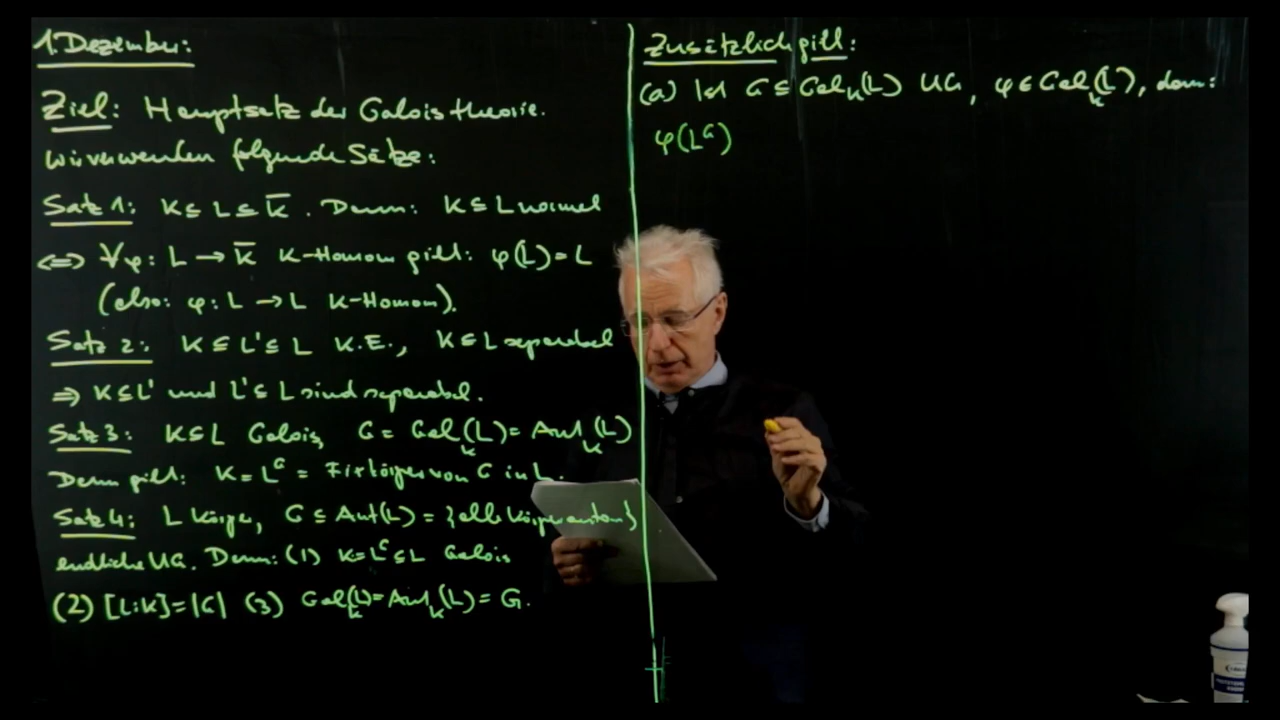 1. Dezember:
Ziel: Hauptsatz der Galoistheorie.
Wir verwenden folgende Sätze:
Satz 1: K ⊆ L ⊆ K̅. Dann: K ⊆ L normal
⇔ ∀φ: L → K̅ K-Homom gilt: φ(L) = L
(also: φ: L → L K-Homom).
Satz 2: K ⊆ L' ⊆ L K.E., K ⊆ L separabel
⇒ K ⊆ L' und L' ⊆ L sind separabel.
Satz 3: K ⊆ L Galois, G = Gal_K(L) = Aut_K(L)
Dann gilt: K = L^G = Fixkörper von G in L.
Satz 4: L Körper, G ⊆ Aut(L) = {alle Körperautom}
endliche UG. Dann: (1) K = L^G ⊆ L Galois
(2) [L:K] = |G| (3) Gal_K(L) = Aut_K(L) = G.
Zusätzlich gilt:
(a) Ist G ⊆ Gal_K(L) UG, φ ∈ Gal_K(L), dann:
φ(L^G)